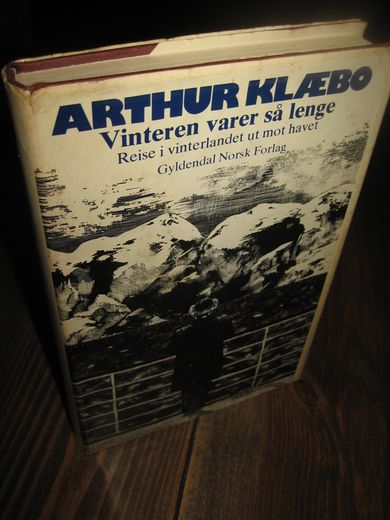 ARTHUR KLÆBO
Vinteren varer så lenge
Reise i vinterlandet ut mot havet
Gyldendal Norsk Forlag